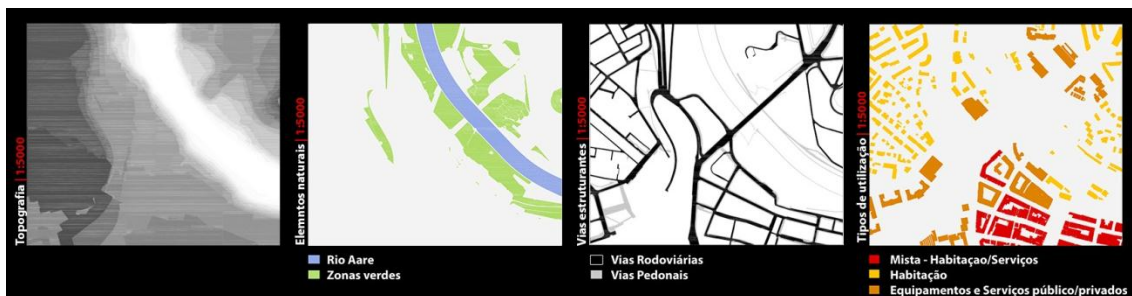 Topografia | 1:5000
Elemntos naturais | 1:5000
Rio Aare
Zonas verdes
Vias estruturantes | 1:5000
Vias Rodoviárias
Vias Pedonais
Tipos de utilização | 1:5000
Mista - Habitaçao/Serviços
Habitação
Equipamentos e Serviços público/privados